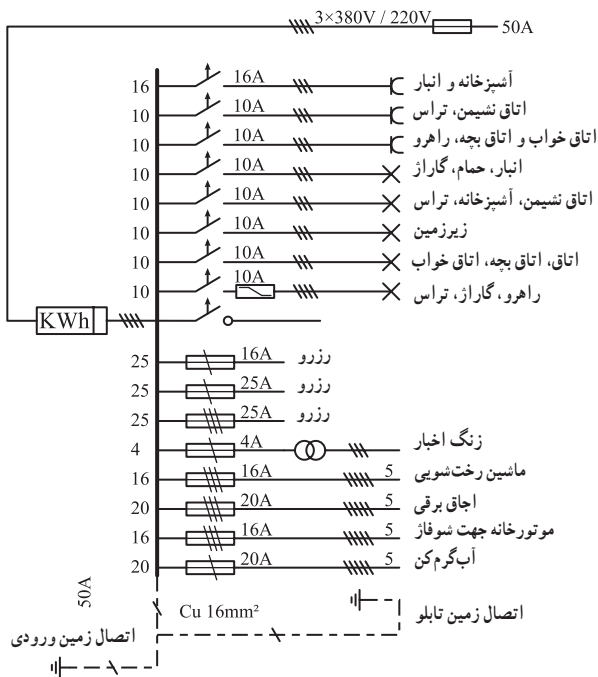 3×380V / 220V 50A
16 16A آشپزخانه و انبار
10 10A اتاق نشیمن، تراس
10 10A اتاق خواب و اتاق بچه، راهرو
10 10A انبار، حمام، گاراژ
10 10A اتاق نشیمن، آشپزخانه، تراس
10 10A زیرزمین
10 10A اتاق، اتاق بچه، اتاق خواب
10 10A راهرو، گاراژ، تراس
KWh
25 16A رزرو
25 25A رزرو
25 25A رزرو
4 4A زنگ اخبار
16 16A 5 ماشین رخت‌شویی
20 20A 5 اجاق برقی
16 16A 5 موتورخانه جهت شوفاژ
20 20A 5 آب‌گرم‌کن
50A
Cu 16mm²
اتصال زمین تابلو
اتصال زمین ورودی